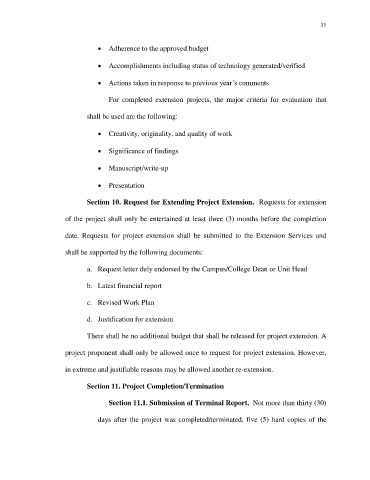 31
• Adherence to the approved budget
• Accomplishments including status of technology generated/verified
• Actions taken in response to previous year's comments
For completed extension projects, the major criteria for evaluation that
shall be used are the following:
• Creativity, originality, and quality of work
• Significance of findings
• Manuscript/write-up
• Presentation
Section 10. Request for Extending Project Extension. Requests for extension
of the project shall only be entertained at least three (3) months before the completion
date. Requests for project extension shall be submitted to the Extension Services and
shall be supported by the following documents:
a. Request letter duly endorsed by the Campus/College Dean or Unit Head
b. Latest financial report
c. Revised Work Plan
d. Justification for extension
There shall be no additional budget that shall be released for project extension. A
project proponent shall only be allowed once to request for project extension. However,
in extreme and justifiable reasons may be allowed another re-extension.
Section 11. Project Completion/Termination
Section 11.1. Submission of Terminal Report. Not more than thirty (30)
days after the project was completed/terminated, five (5) hard copies of the